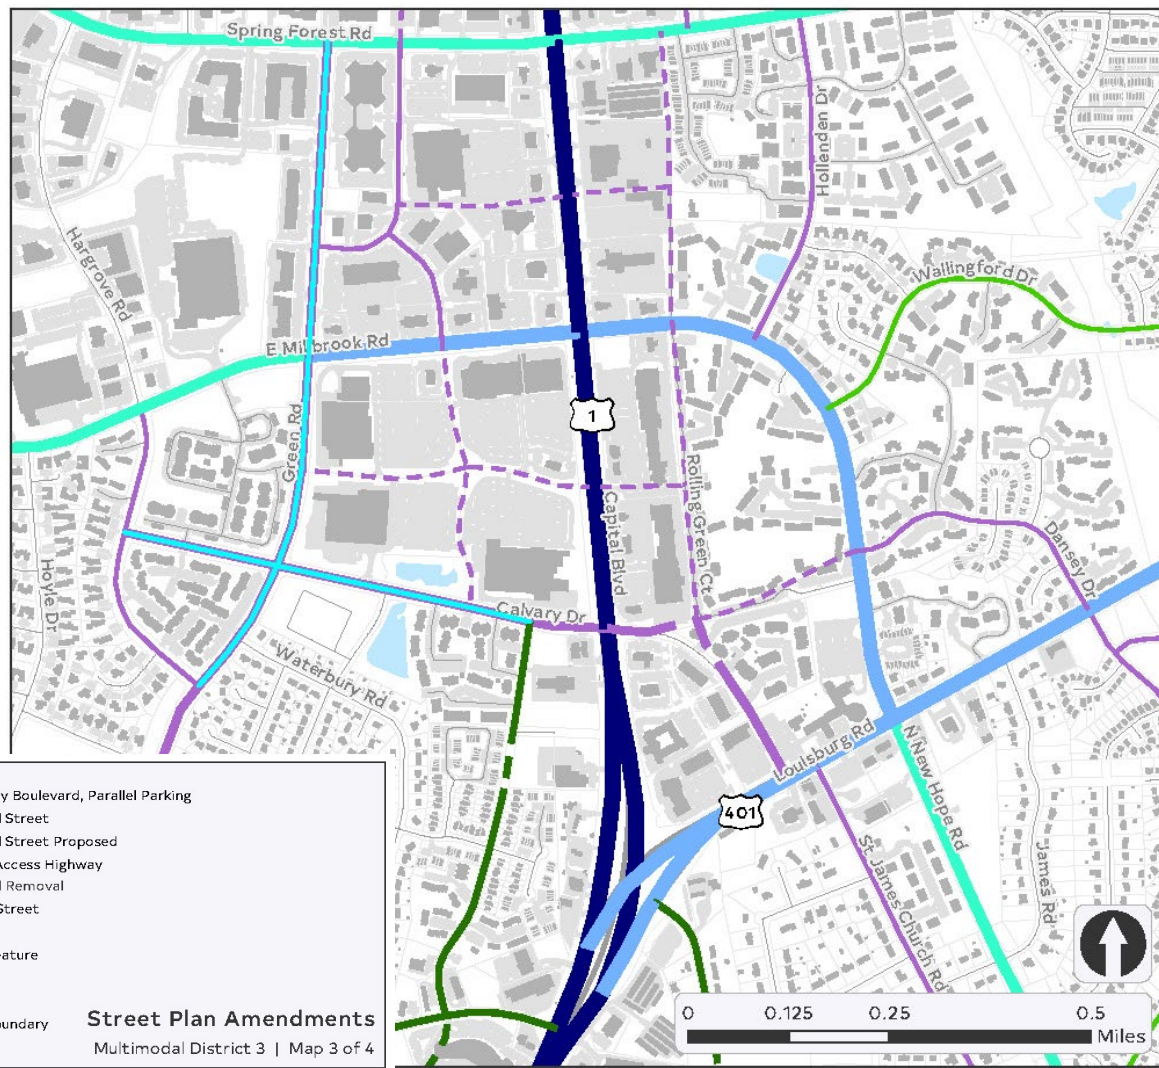 Spring Forest Rd
Hollenden Dr
Hargrove Rd
Wallingford Dr
E Millbrook Rd
1
Green Rd
Rolling Green Ct
Capital Blvd
Dansey Dr
Hoyle Dr
Calvary Dr
Waterbury Rd
Louisburg Rd
N New Hope Rd
401
St James Church Rd
James Rd
y Boulevard, Parallel Parking
Street
Street Proposed
Access Highway
Removal
Street
ature
undary
Street Plan Amendments
Multimodal District 3 | Map 3 of 4
0 0.125 0.25 0.5
Miles